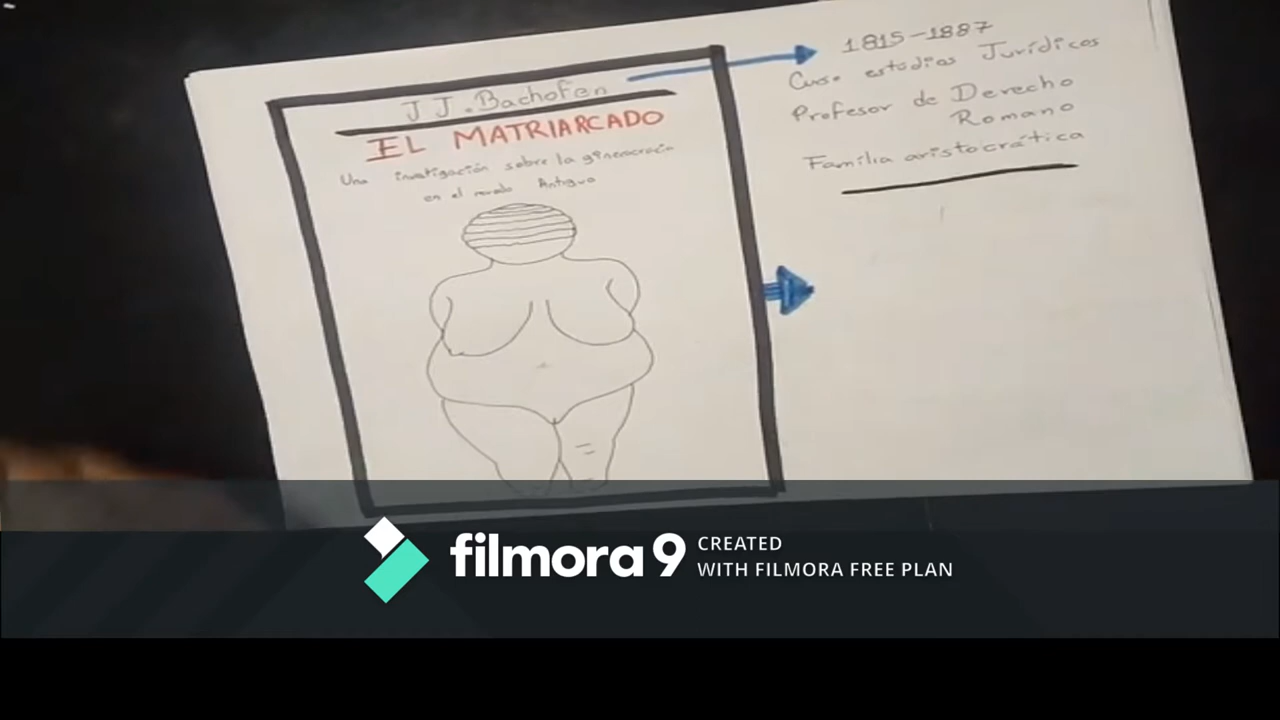 J J. Bachofen
EL MATRIARCADO
Una investigación sobre la ginecocracia
en el mundo Antiguo
1815-1887
Curso estudios Jurídicos
Profesor de Derecho
Romano
Familia aristocrática
filmora 9
CREATED
WITH FILMORA FREE PLAN